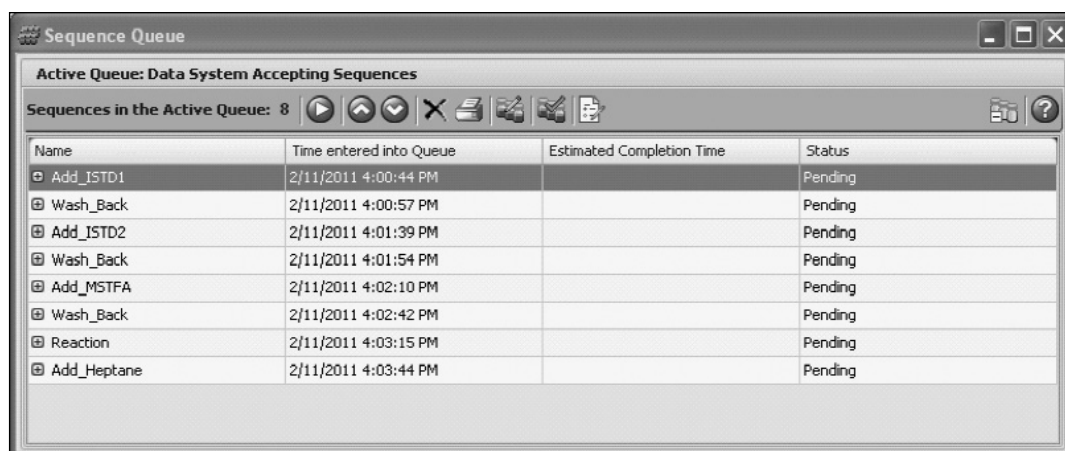 Sequence Queue
Active Queue: Data System Accepting Sequences
Sequences in the Active Queue: 8
Name Time entered into Queue Estimated Completion Time Status
Add_ISTD1 2/11/2011 4:00:44 PM Pending
Wash_Back 2/11/2011 4:00:57 PM Pending
Add_ISTD2 2/11/2011 4:01:39 PM Pending
Wash_Back 2/11/2011 4:01:54 PM Pending
Add_MSTFA 2/11/2011 4:02:10 PM Pending
Wash_Back 2/11/2011 4:02:42 PM Pending
Reaction 2/11/2011 4:03:15 PM Pending
Add_Heptane 2/11/2011 4:03:44 PM Pending